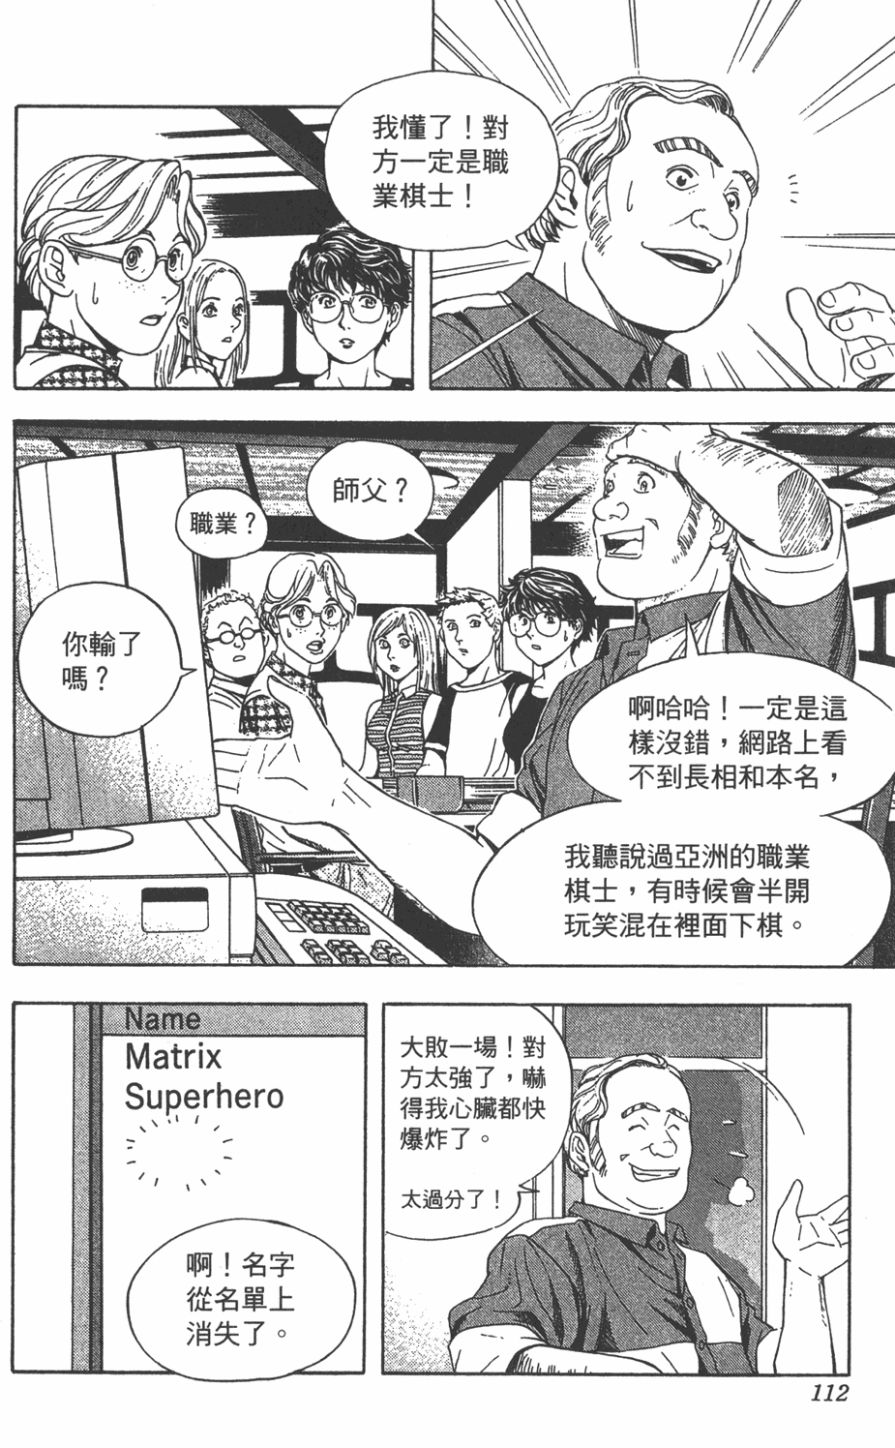 我懂了！對
方一定是職
業棋士！
師父？
職業？
你輸了
嗎？
啊哈哈！一定是這
樣沒錯，網路上看
不到長相和本名，
我聽說過亞洲的職業
棋士，有時候會半開
玩笑混在裡面下棋。
大敗一場！對
方太強了，嚇
得我心臟都快
爆炸了。
太過分了！
Name
Matrix
Superhero
啊！名字
從名單上
消失了。
112